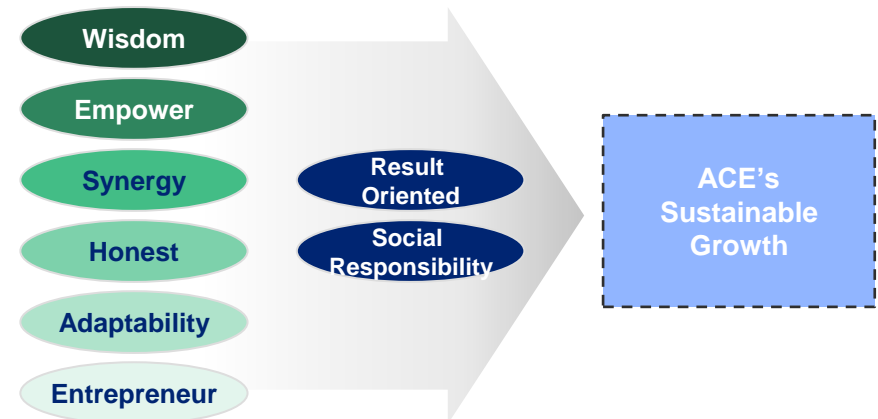 Wisdom
Empower
Synergy
Honest
Adaptability
Entrepreneur
Result
Oriented
Social
Responsibility
ACE’s
Sustainable
Growth